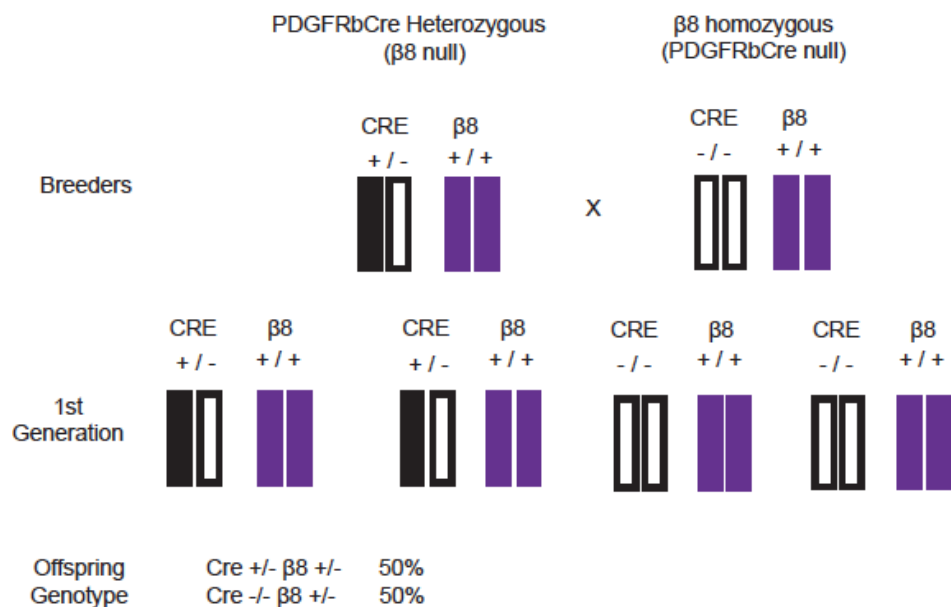 PDGFRbCre Heterozygous
(β8 null)
β8 homozygous
(PDGFRbCre null)
CRE β8 CRE β8
+ / - + / + - / - + / +
Breeders
x
CRE β8 CRE β8 CRE β8 CRE β8
+ / - + / + + / - + / + - / - + / + - / - + / +
1st
Generation
Offspring Cre +/- β8 +/- 50%
Genotype Cre -/- β8 +/- 50%